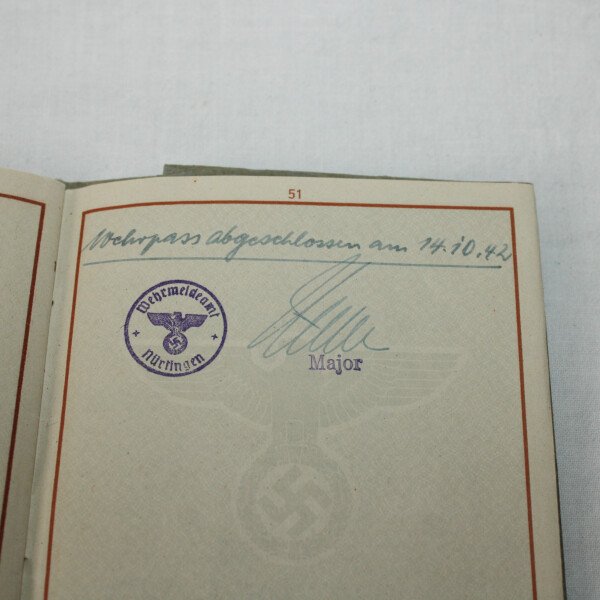 51
Wehrpass abgeschlossen am 14.10.42
Wehrmeldeamt
Nürtingen
Major